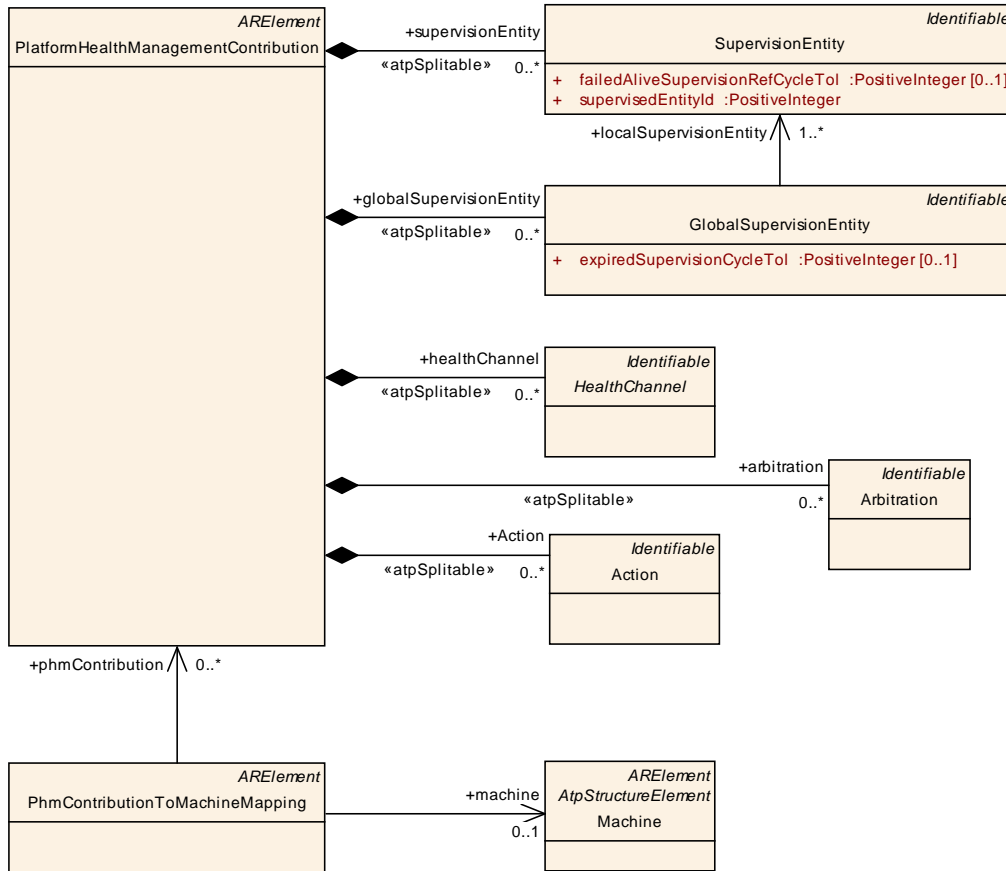 ARElement
PlatformHealthManagementContribution
+supervisionEntity
«atpSplitable»
0..*
Identifiable
SupervisionEntity
+ failedAliveSupervisionRefCycleTol :PositiveInteger [0..1]
+ supervisedEntityId :PositiveInteger
+localSupervisionEntity
1..*
+globalSupervisionEntity
«atpSplitable»
0..*
Identifiable
GlobalSupervisionEntity
+ expiredSupervisionCycleTol :PositiveInteger [0..1]
+healthChannel
«atpSplitable»
0..*
Identifiable
HealthChannel
+arbitration
«atpSplitable»
0..*
Identifiable
Arbitration
+Action
«atpSplitable»
0..*
Identifiable
Action
+phmContribution
0..*
ARElement
PhmContributionToMachineMapping
+machine
0..1
ARElement
AtpStructureElement
Machine